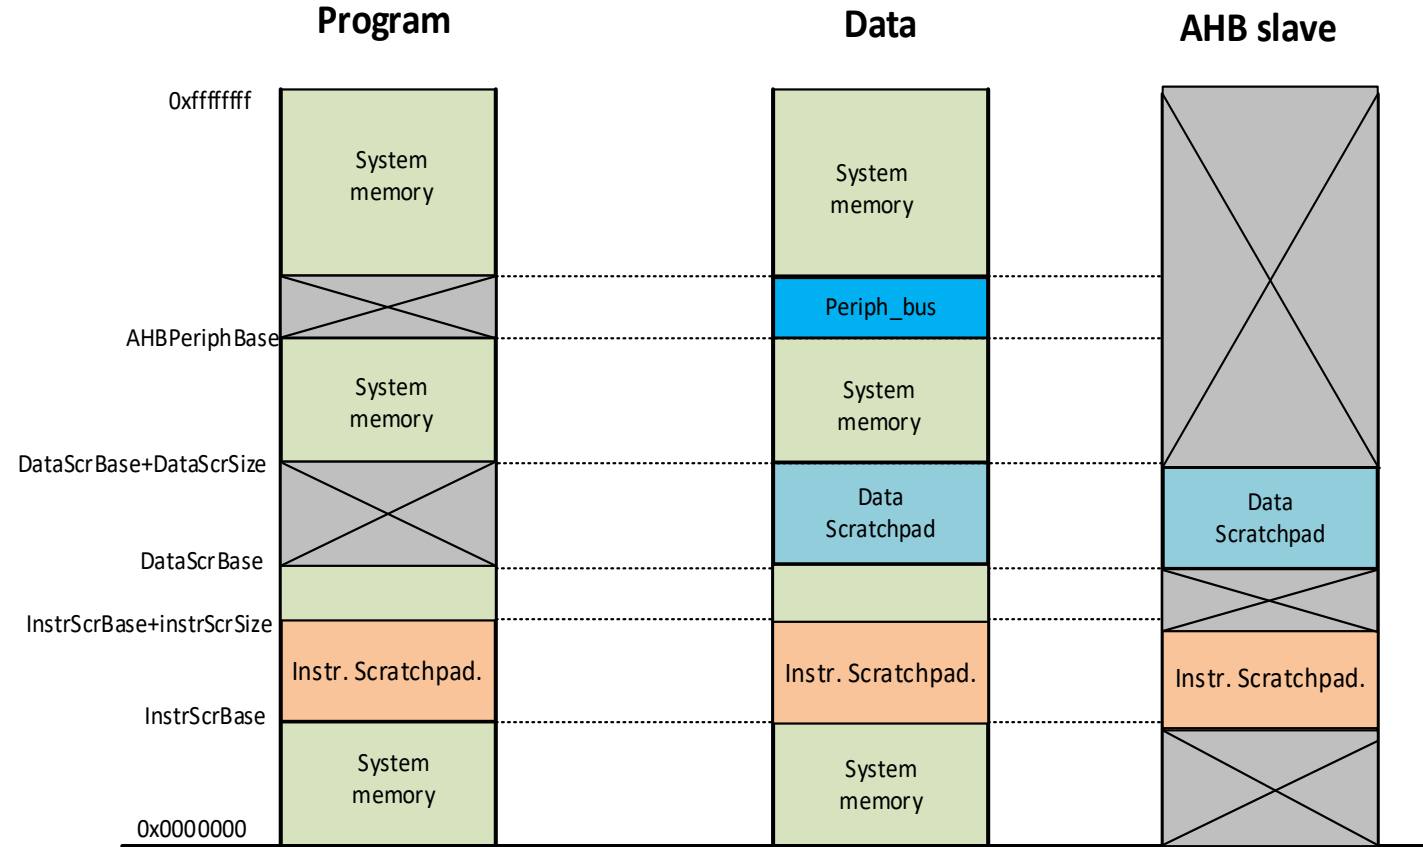 Program
Data
AHB slave
0xffffffff
System
memory
System
memory
Periph_bus
AHBPeriphBase
System
memory
System
memory
DataScrBase+DataScrSize
Data
Scratchpad
Data
Scratchpad
DataScrBase
InstrScrBase+instrScrSize
Instr. Scratchpad.
Instr. Scratchpad.
Instr. Scratchpad.
InstrScrBase
System
memory
System
memory
0x0000000